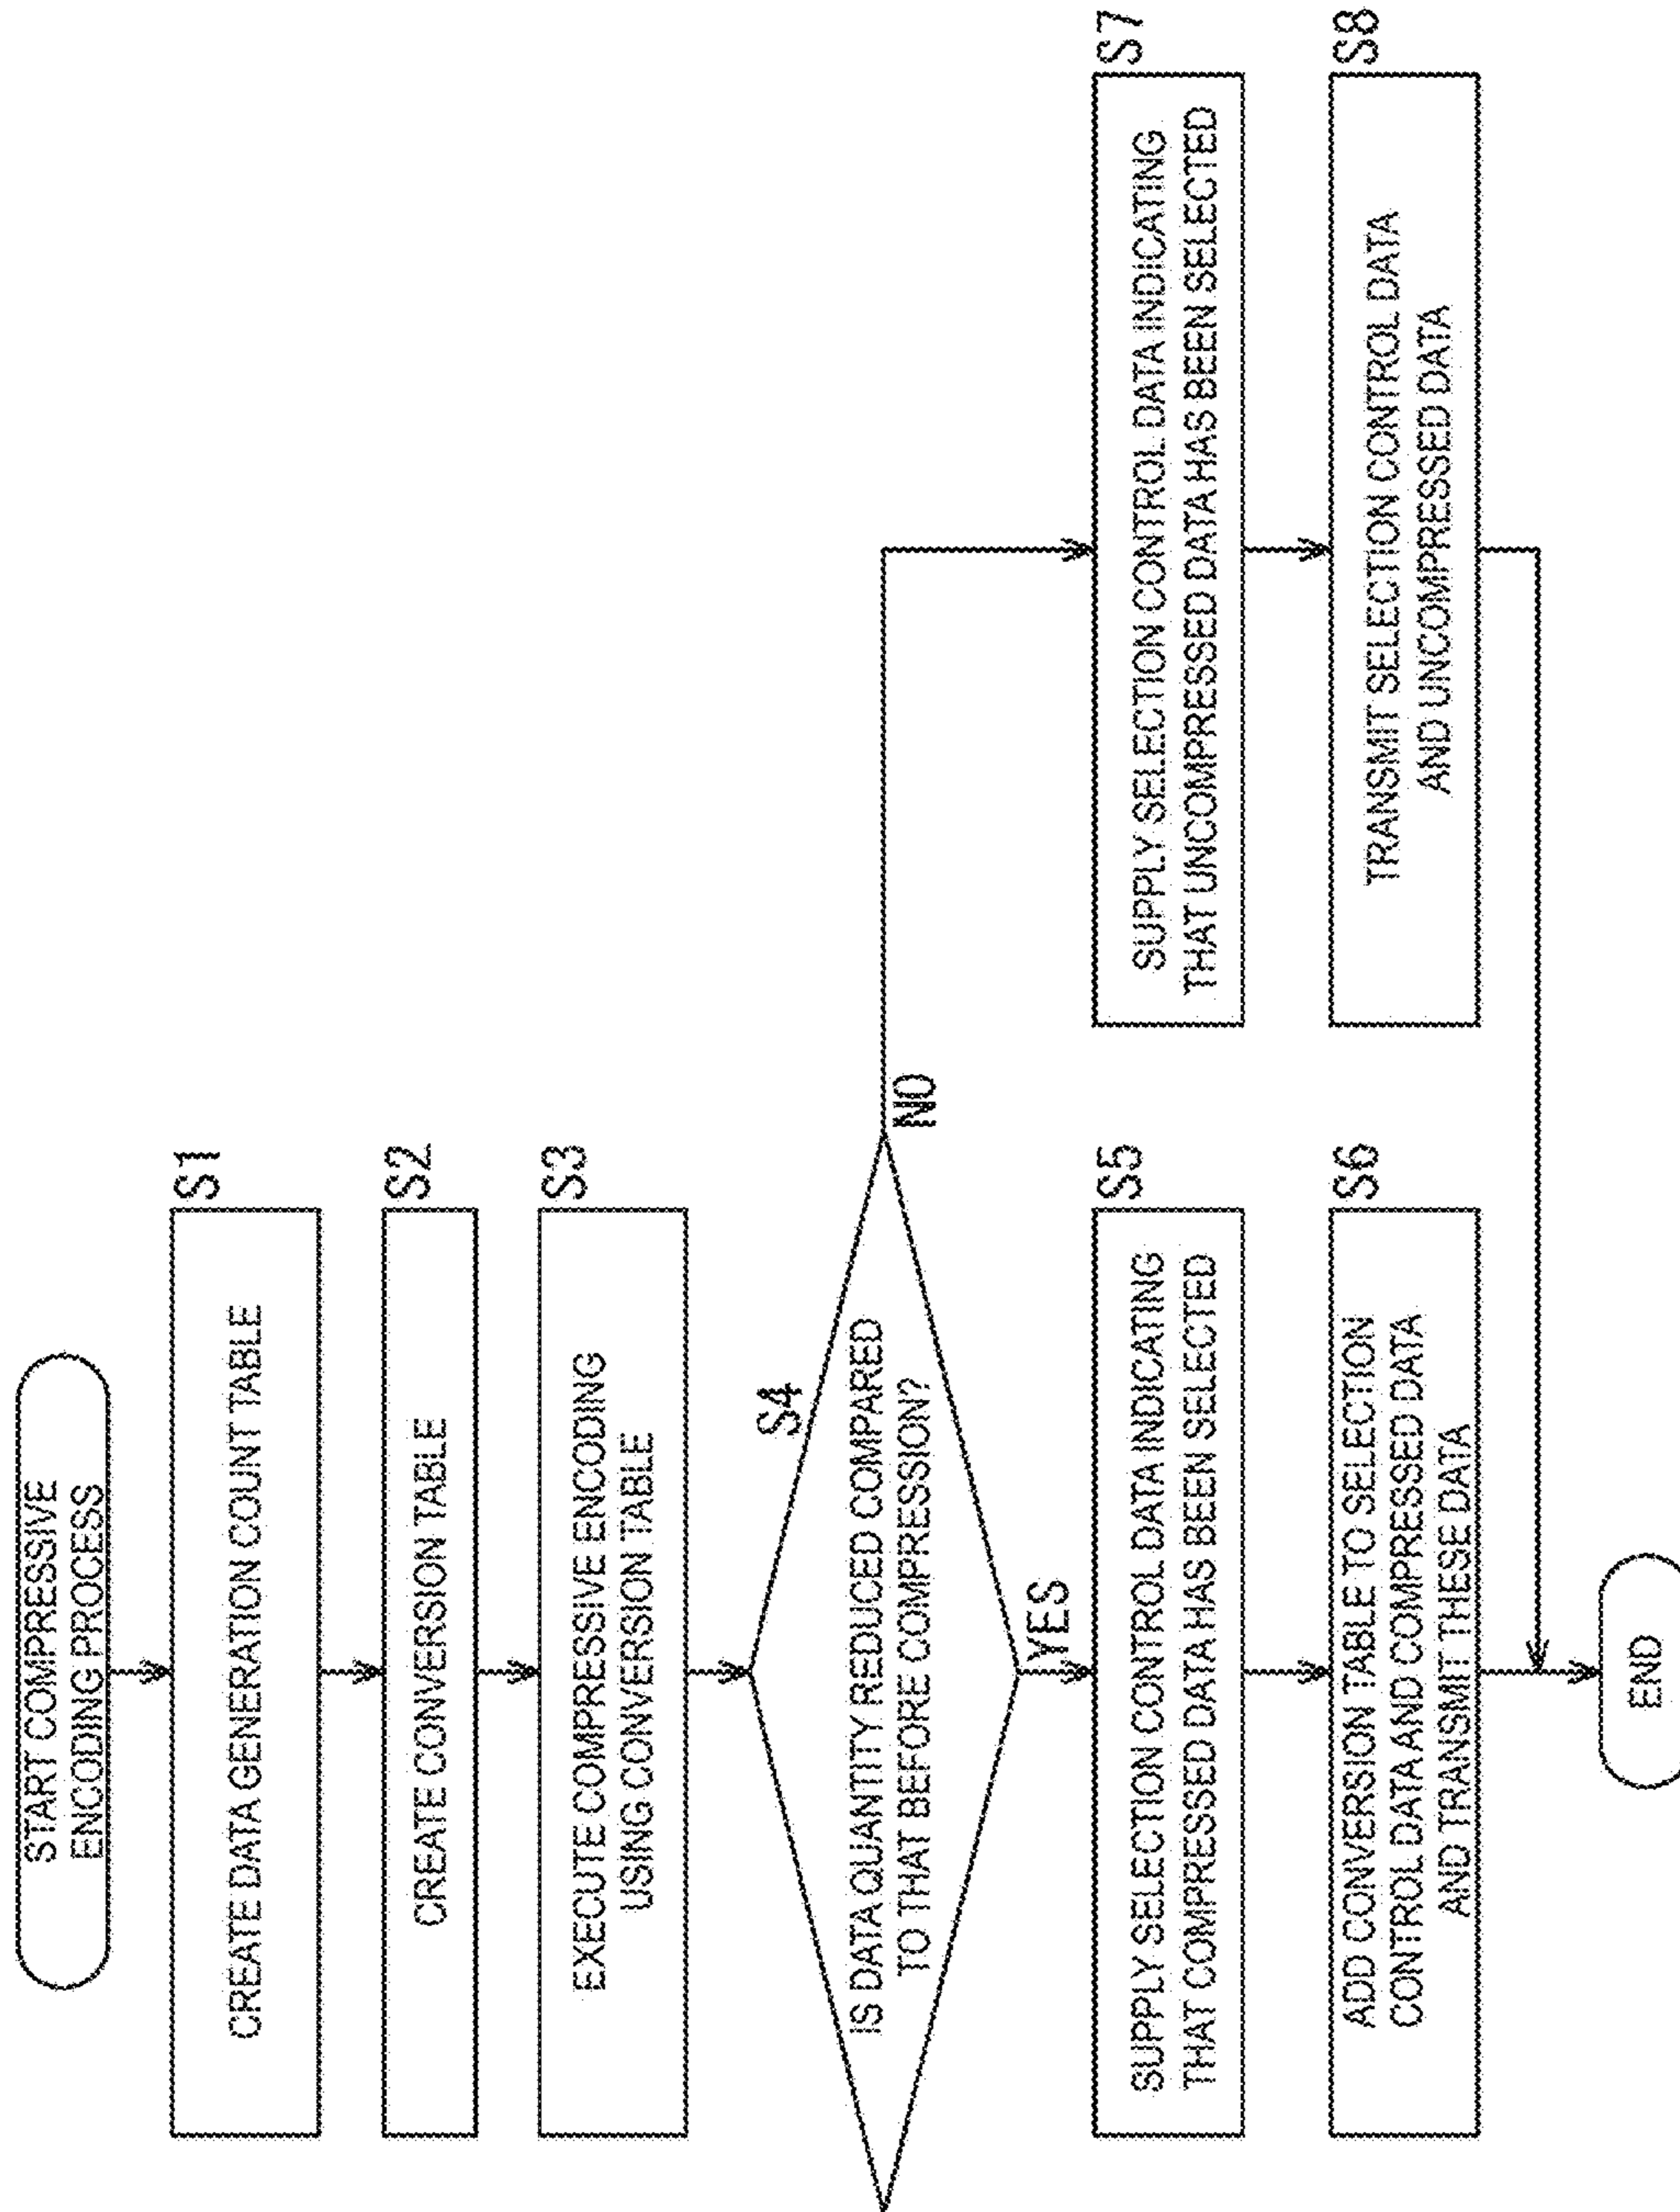 START COMPRESSIVE
ENCODING PROCESS
S1
CREATE DATA GENERATION COUNT TABLE
S2
CREATE CONVERSION TABLE
S3
EXECUTE COMPRESSIVE ENCODING
USING CONVERSION TABLE
S4
IS DATA QUANTITY REDUCED COMPARED
TO THAT BEFORE COMPRESSION?
NO
YES
S5
SUPPLY SELECTION CONTROL DATA INDICATING
THAT COMPRESSED DATA HAS BEEN SELECTED
S6
ADD CONVERSION TABLE TO SELECTION
CONTROL DATA AND COMPRESSED DATA
AND TRANSMIT THESE DATA
S7
SUPPLY SELECTION CONTROL DATA INDICATING
THAT UNCOMPRESSED DATA HAS BEEN SELECTED
S8
TRANSMIT SELECTION CONTROL DATA
AND UNCOMPRESSED DATA
END